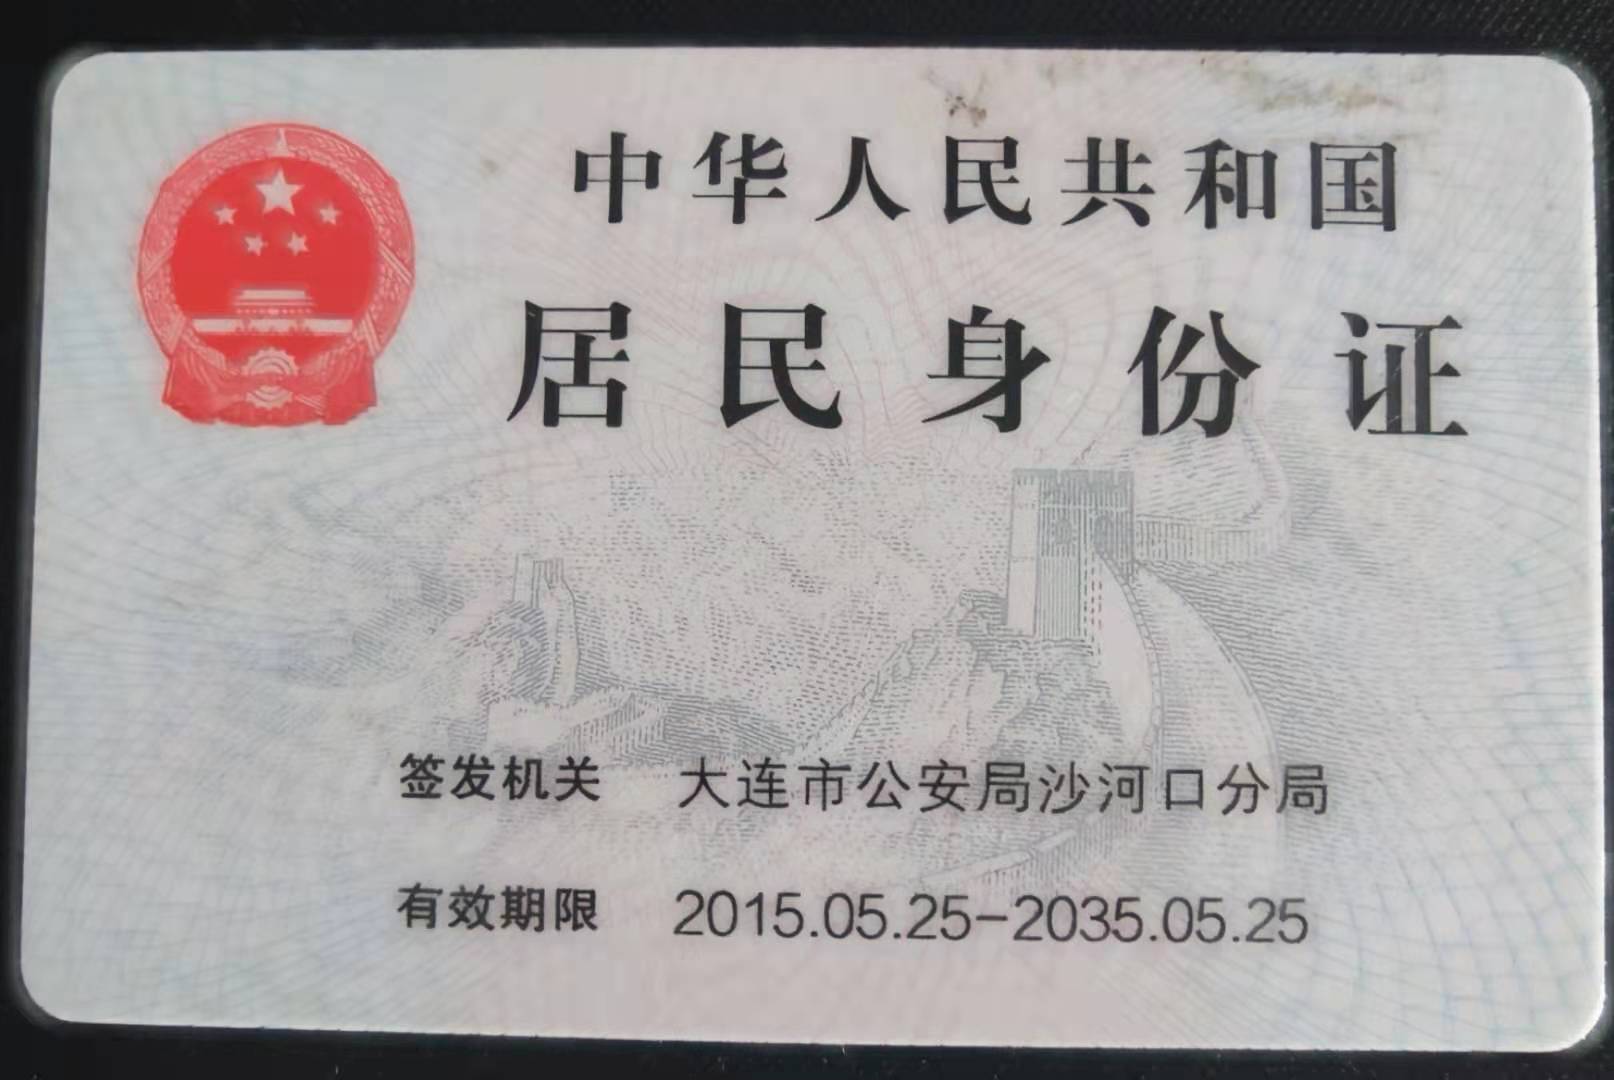 中华人民共和国
居民身份证
签发机关 大连市公安局沙河口分局
有效期限 2015.05.25-2035.05.25